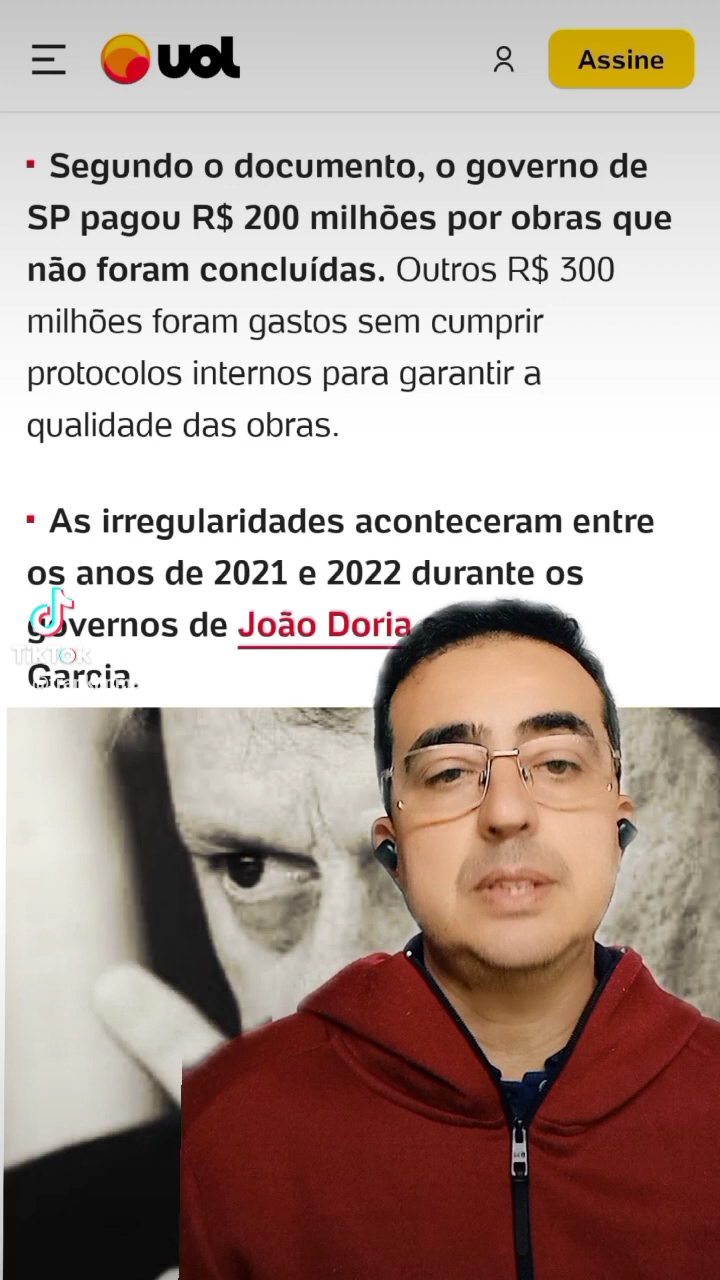 uol
Assine
Segundo o documento, o governo de
SP pagou R$ 200 milhões por obras que
não foram concluídas. Outros R$ 300
milhões foram gastos sem cumprir
protocolos internos para garantir a
qualidade das obras.
As irregularidades aconteceram entre
os anos de 2021 e 2022 durante os
governos de João Doria
TikTok
Garcia